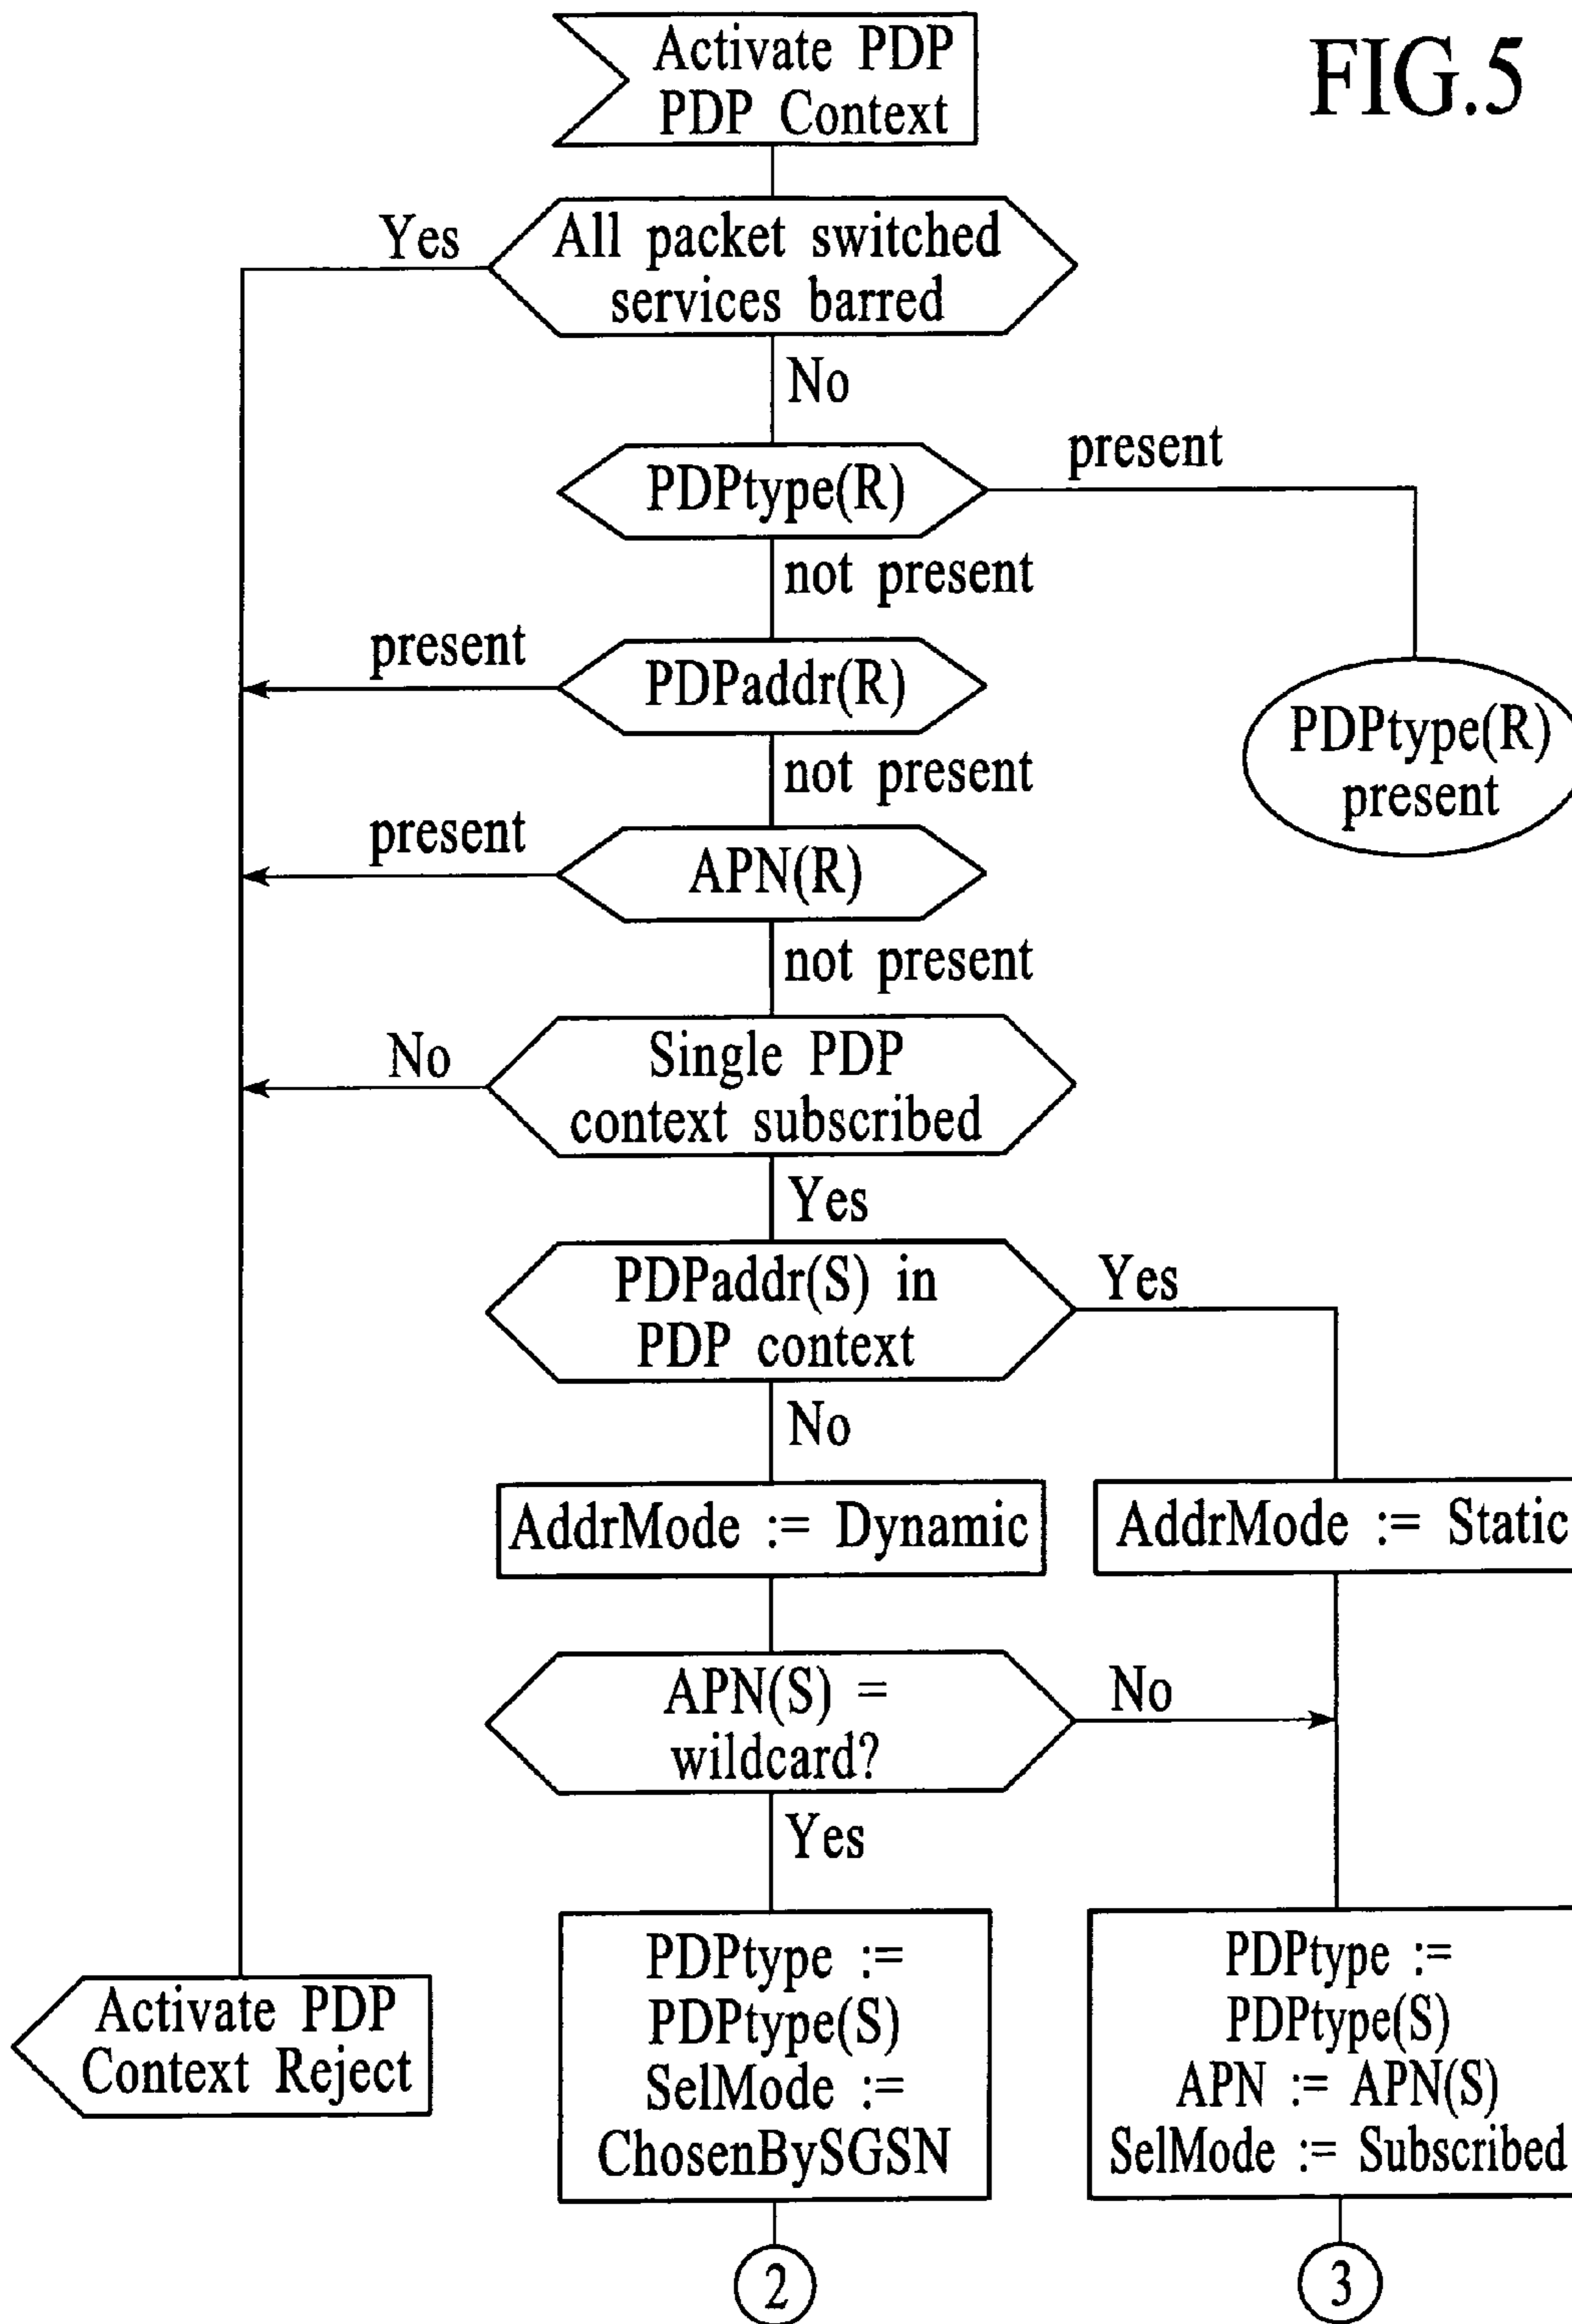 FIG.5
Activate PDP
PDP Context
Yes
All packet switched
services barred
No
PDPtype(R)
present
not present
present
PDPaddr(R)
PDPtype(R)
present
not present
present
APN(R)
not present
No
Single PDP
context subscribed
Yes
PDPaddr(S) in
PDP context
Yes
No
AddrMode := Dynamic
AddrMode := Static
APN(S) =
wildcard?
No
Yes
PDPtype :=
PDPtype(S)
SelMode :=
ChosenBySGSN
PDPtype :=
PDPtype(S)
APN := APN(S)
SelMode := Subscribed
Activate PDP
Context Reject
2
3